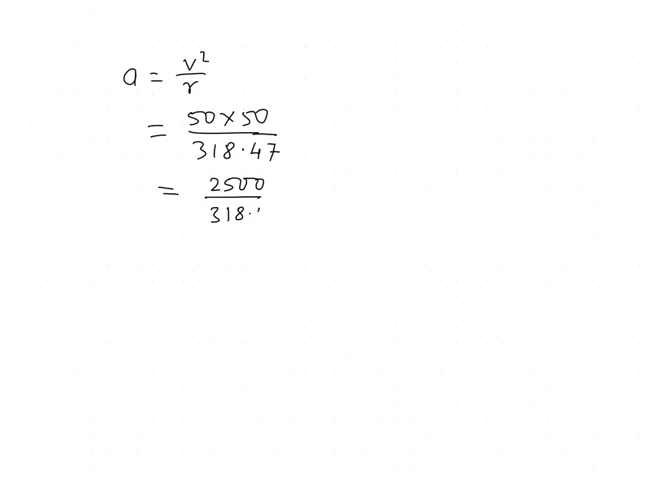 a = v²/r
= 50×50/318·47
= 2500/318·